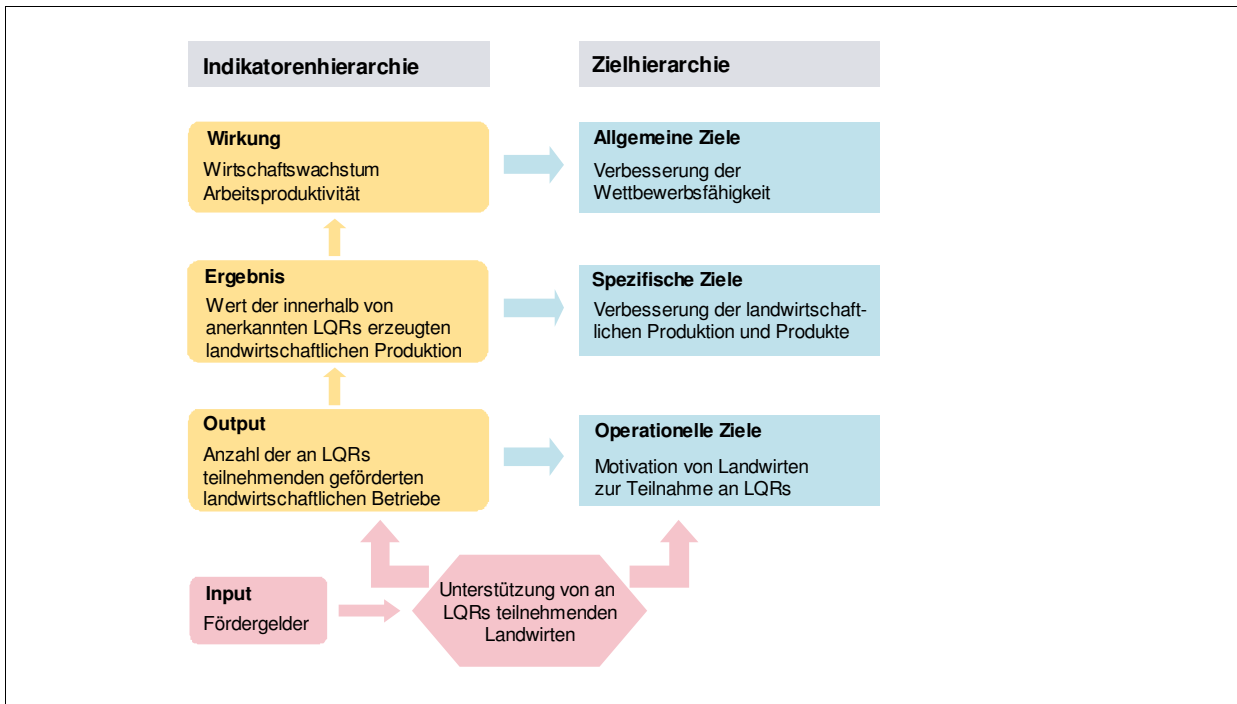 Indikatorenhierarchie
Zielhierarchie
Wirkung
Wirtschaftswachstum
Arbeitsproduktivität
Allgemeine Ziele
Verbesserung der
Wettbewerbsfähigkeit
Ergebnis
Wert der innerhalb von
anerkannten LQRs erzeugten
landwirtschaftlichen Produktion
Spezifische Ziele
Verbesserung der landwirtschaft-
lichen Produktion und Produkte
Output
Anzahl der an LQRs
teilnehmenden geförderten
landwirtschaftlichen Betriebe
Operationelle Ziele
Motivation von Landwirten
zur Teilnahme an LQRs
Input
Fördergelder
Unterstützung von an
LQRs teilnehmenden
Landwirten